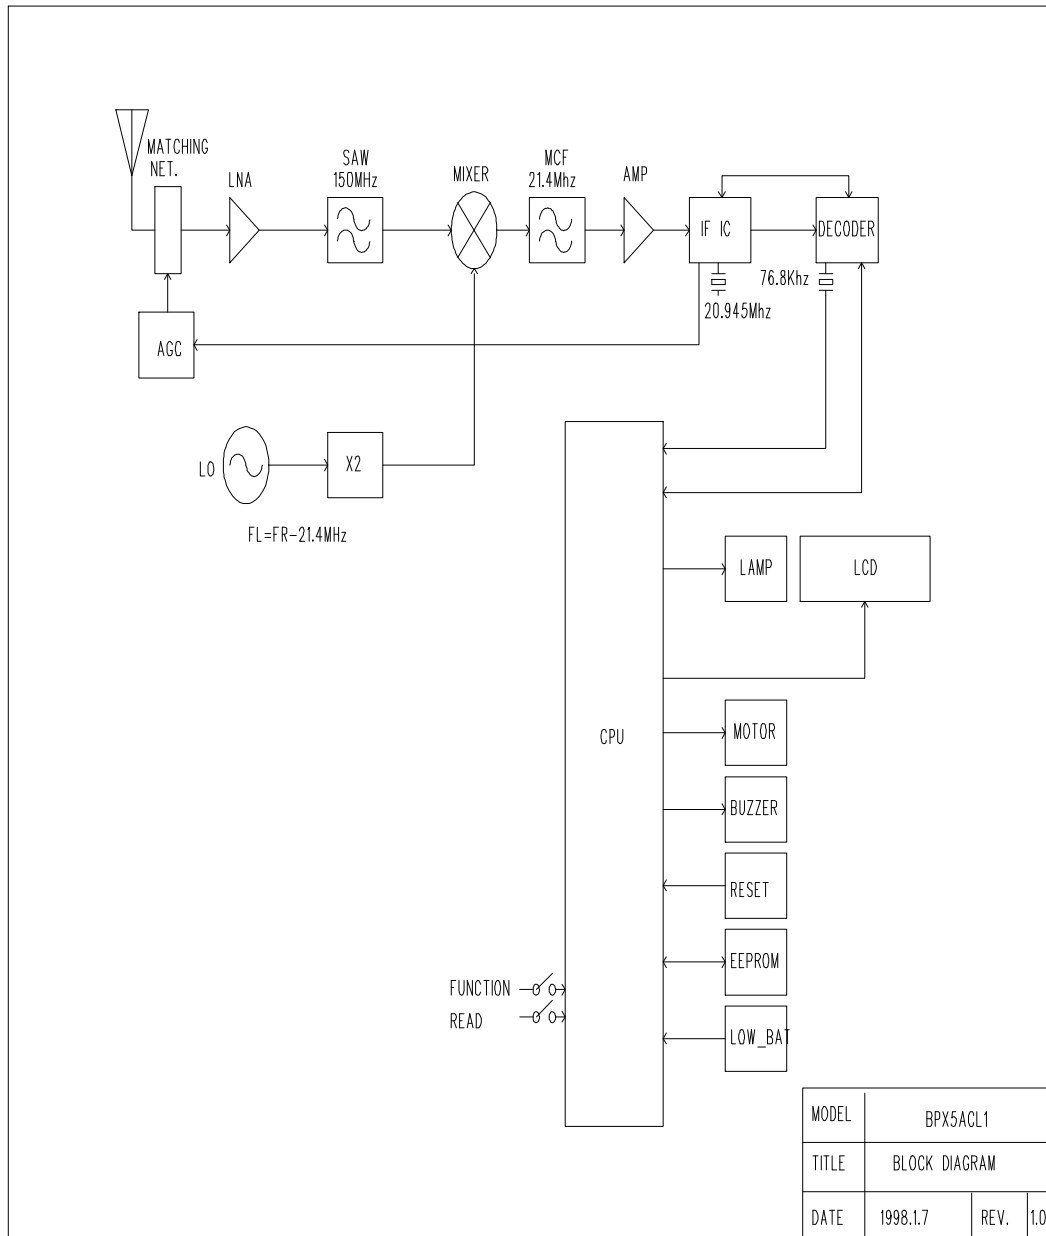 MATCHING
NET.
LNA
SAW
150MHz
MIXER
MCF
21.4Mhz
AMP
IF IC
DECODER
76.8Khz
20.945Mhz
AGC
LO
X2
FL=FR-21.4MHz
LAMP
LCD
CPU
MOTOR
BUZZER
RESET
EEPROM
FUNCTION
READ
LOW_BAT
MODEL BPX5ACL1
TITLE BLOCK DIAGRAM
DATE 1998.1.7 REV. 1.0